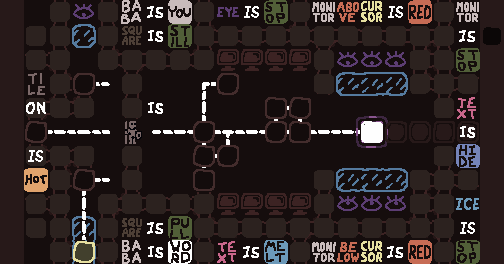 BABA IS YOU EYE IS STOP MONITOR ABOVE CURSOR IS RED MONITOR
SQUARE IS STILL IS
STOP
TILE
ON IS TEXT
IS
IS HIDE
HOT
ICE
SQUARE IS PULL IS
BABA IS WORD TEXT IS MELT MONITOR BELOW CURSOR IS RED STOP